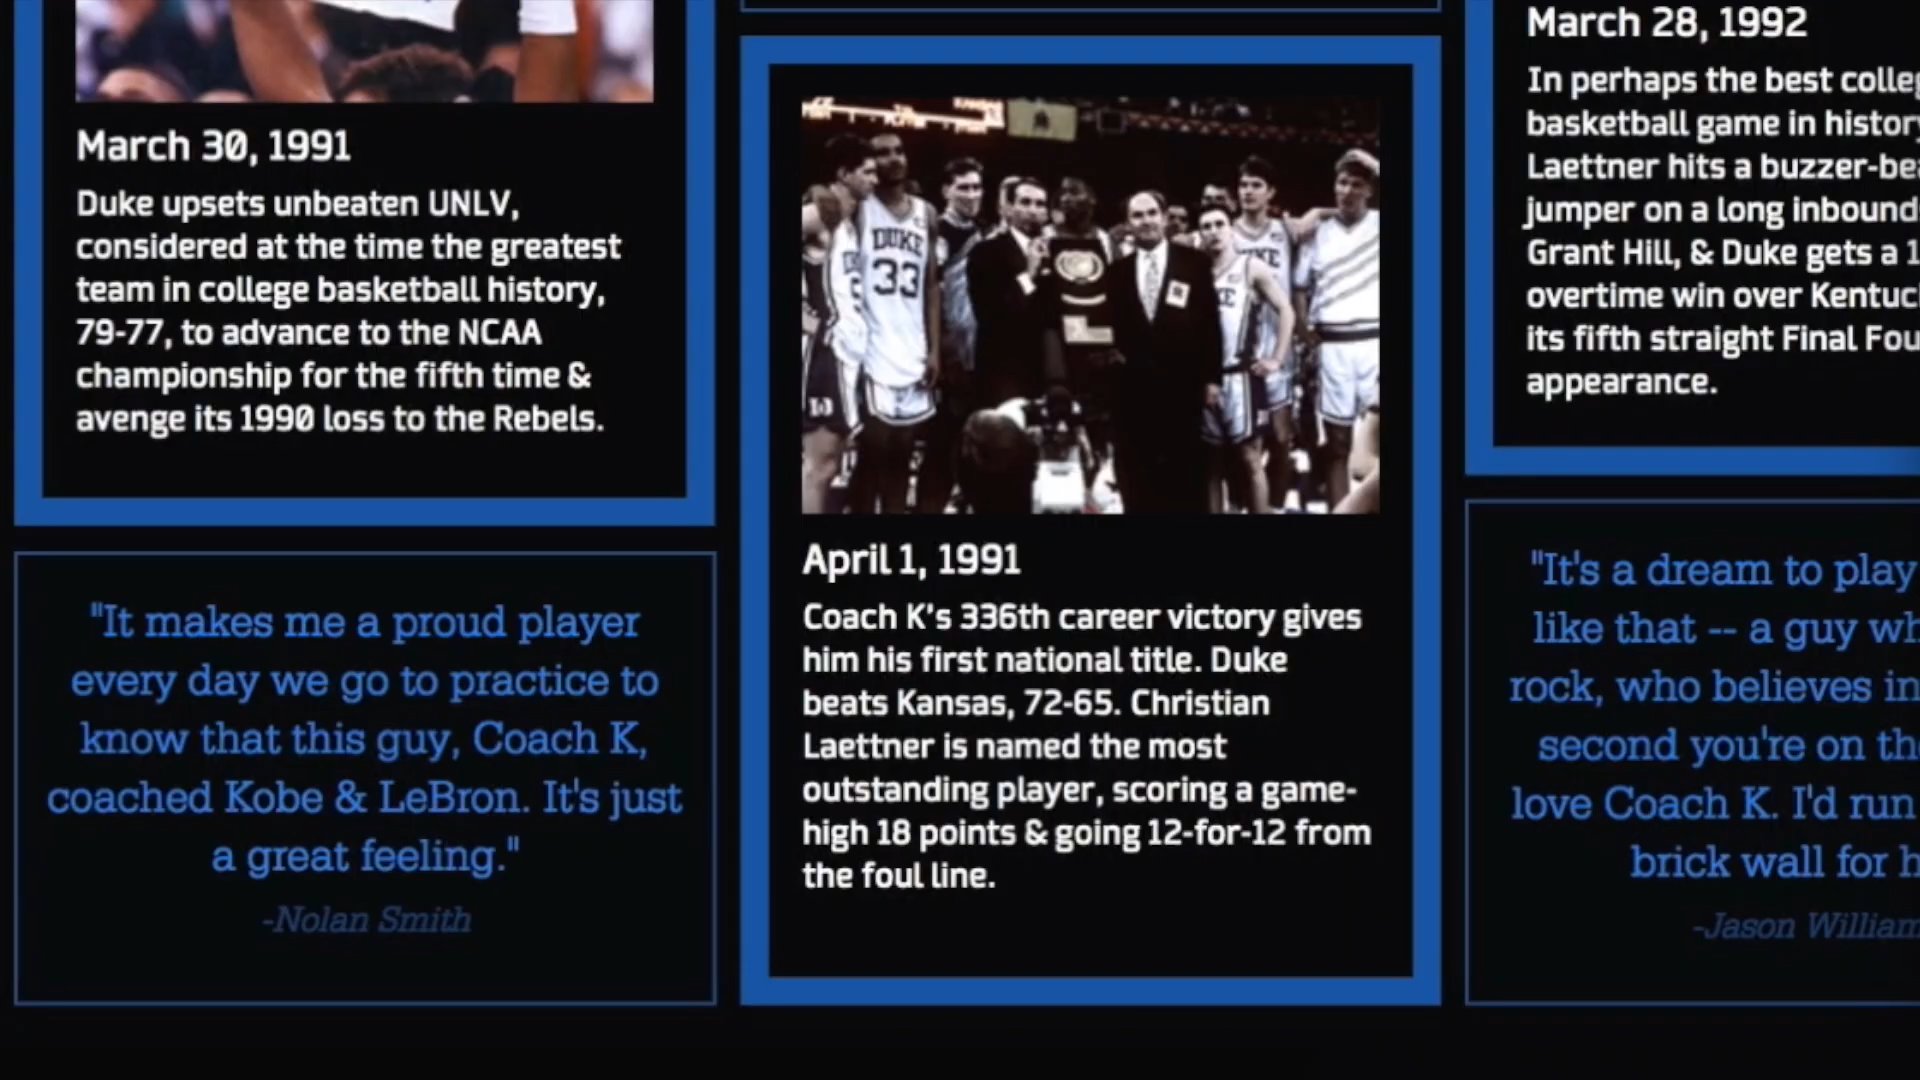 March 30, 1991
Duke upsets unbeaten UNLV,
considered at the time the greatest
team in college basketball history,
79-77, to advance to the NCAA
championship for the fifth time &
avenge its 1990 loss to the Rebels.
"It makes me a proud player
every day we go to practice to
know that this guy, Coach K,
coached Kobe & LeBron. It's just
a great feeling."
-Nolan Smith
DUKE
33
April 1, 1991
Coach K's 336th career victory gives
him his first national title. Duke
beats Kansas, 72-65. Christian
Laettner is named the most
outstanding player, scoring a game-
high 18 points & going 12-for-12 from
the foul line.
March 28, 1992
In perhaps the best colleg
basketball game in history
Laettner hits a buzzer-bea
jumper on a long inbound
Grant Hill, & Duke gets a 1
overtime win over Kentuc
its fifth straight Final Fou
appearance.
"It's a dream to play
like that -- a guy wh
rock, who believes in
second you're on the
love Coach K. I'd run
brick wall for h
-Jason William